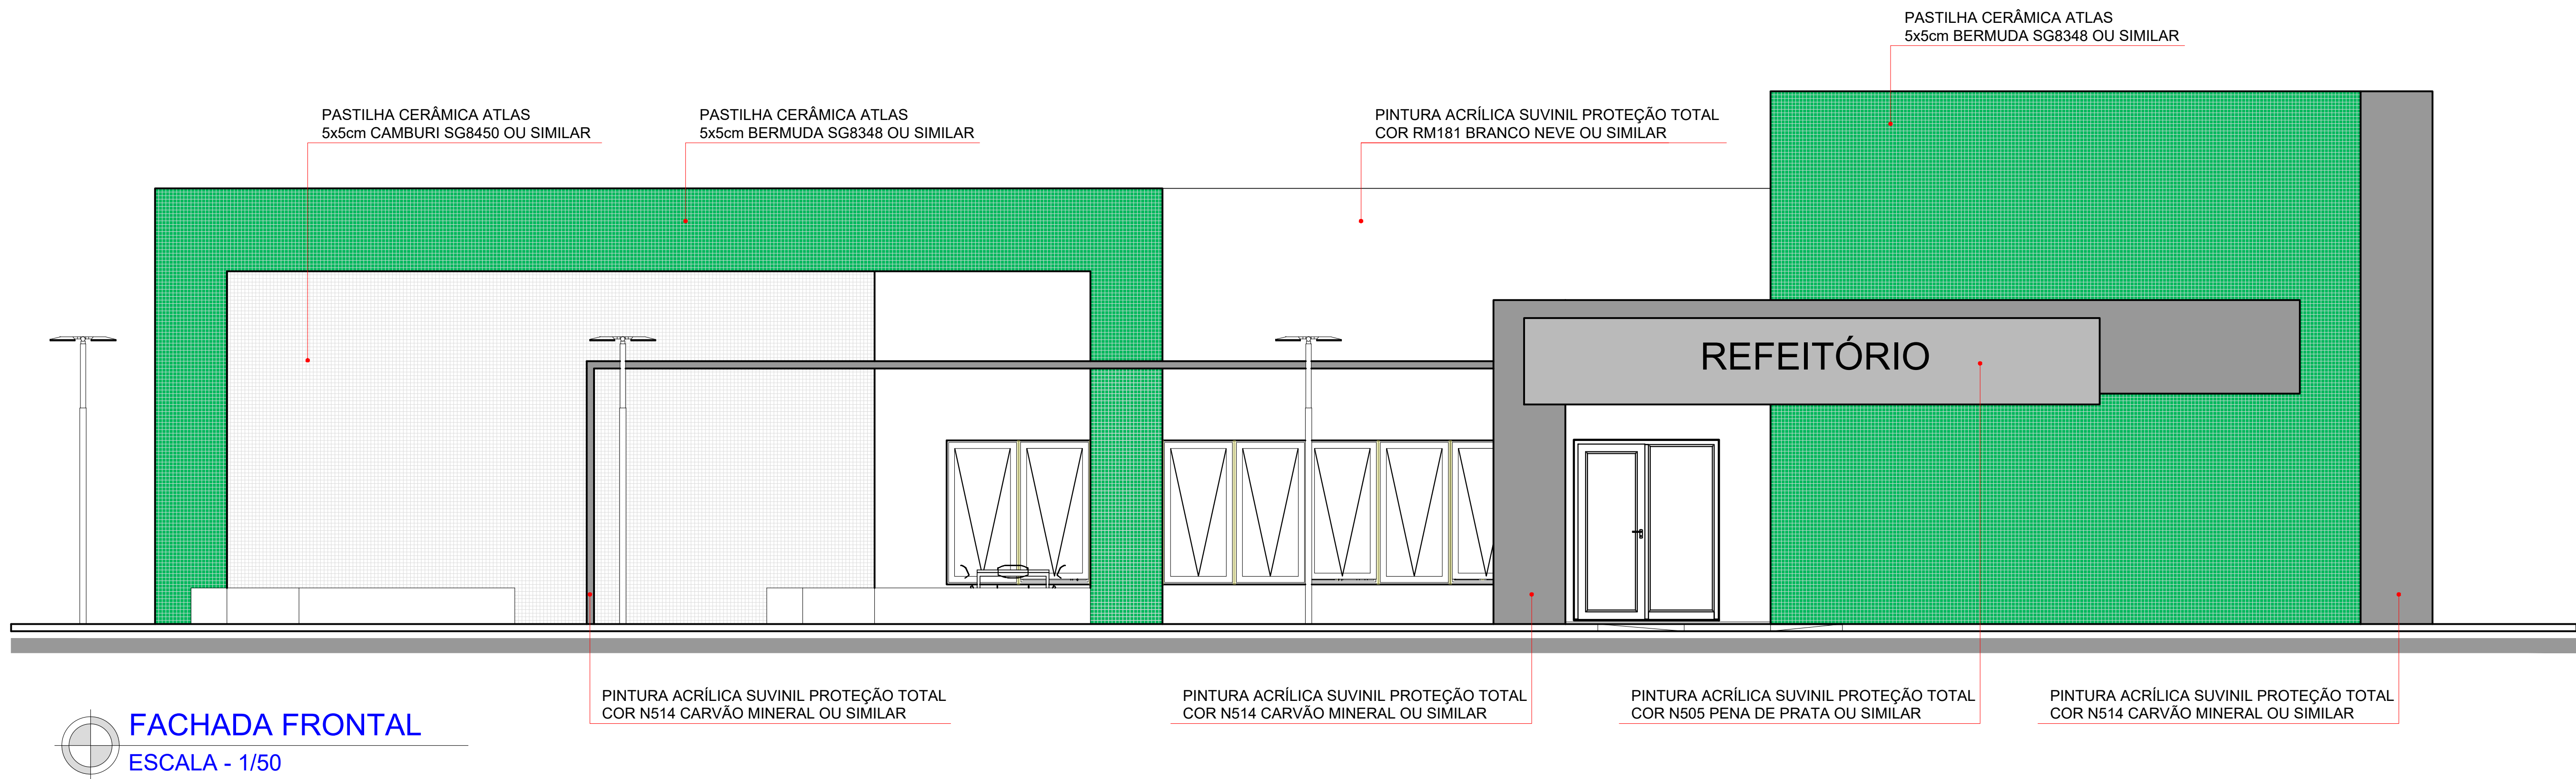 PASTILHA CERÂMICA ATLAS
5x5cm BERMUDA SG8348 OU SIMILAR
PASTILHA CERÂMICA ATLAS
5x5cm CAMBURI SG8450 OU SIMILAR
PASTILHA CERÂMICA ATLAS
5x5cm BERMUDA SG8348 OU SIMILAR
PINTURA ACRÍLICA SUVINIL PROTEÇÃO TOTAL
COR RM181 BRANCO NEVE OU SIMILAR
REFEITÓRIO
PINTURA ACRÍLICA SUVINIL PROTEÇÃO TOTAL
COR N514 CARVÃO MINERAL OU SIMILAR
PINTURA ACRÍLICA SUVINIL PROTEÇÃO TOTAL
COR N514 CARVÃO MINERAL OU SIMILAR
PINTURA ACRÍLICA SUVINIL PROTEÇÃO TOTAL
COR N505 PENA DE PRATA OU SIMILAR
PINTURA ACRÍLICA SUVINIL PROTEÇÃO TOTAL
COR N514 CARVÃO MINERAL OU SIMILAR
FACHADA FRONTAL
ESCALA - 1/50